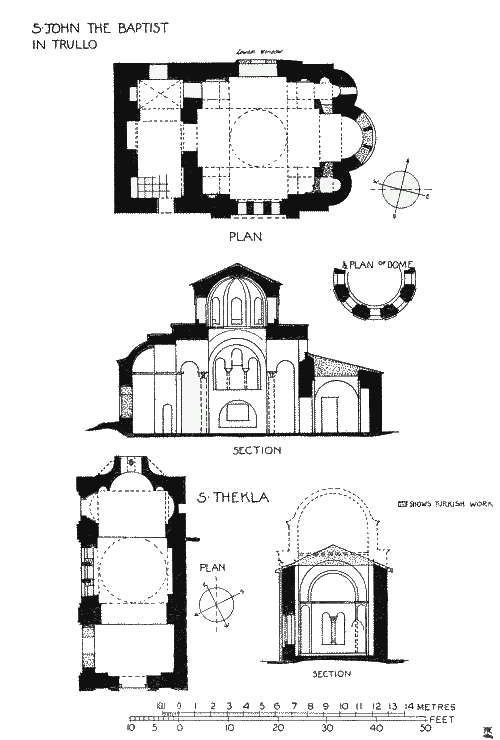 S·JOHN THE BAPTIST
IN TRULLO
LOWER WINDOW
PLAN
½ PLAN OF DOME
SECTION
S·THEKLA
SHOWS TURKISH WORK
PLAN
SECTION
0 1 2 3 4 5 6 7 8 9 10 11 12 13 14 METRES
10 5 0 10 20 30 40 50 FEET